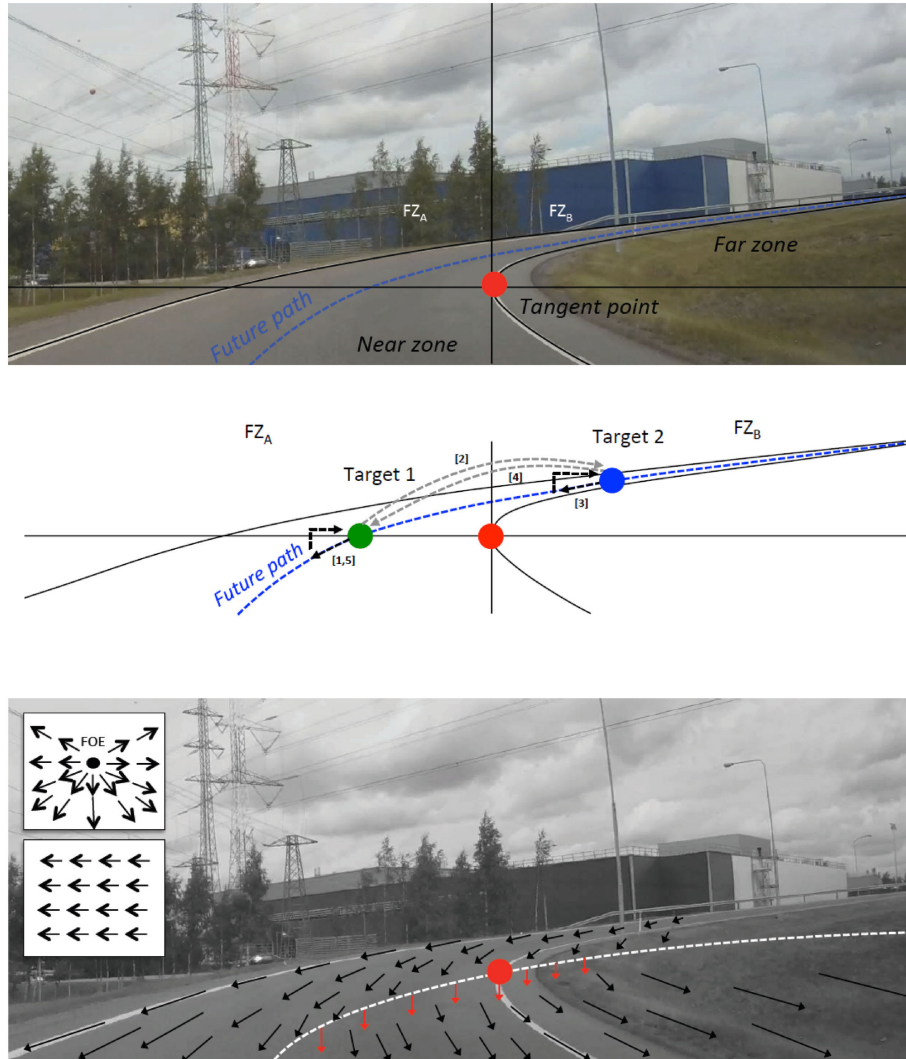 FZA
FZB
Far zone
Tangent point
Future path
Near zone
FZA
Target 2
FZB
[2]
Target 1
[4]
[3]
[1,5]
Future path
FOE